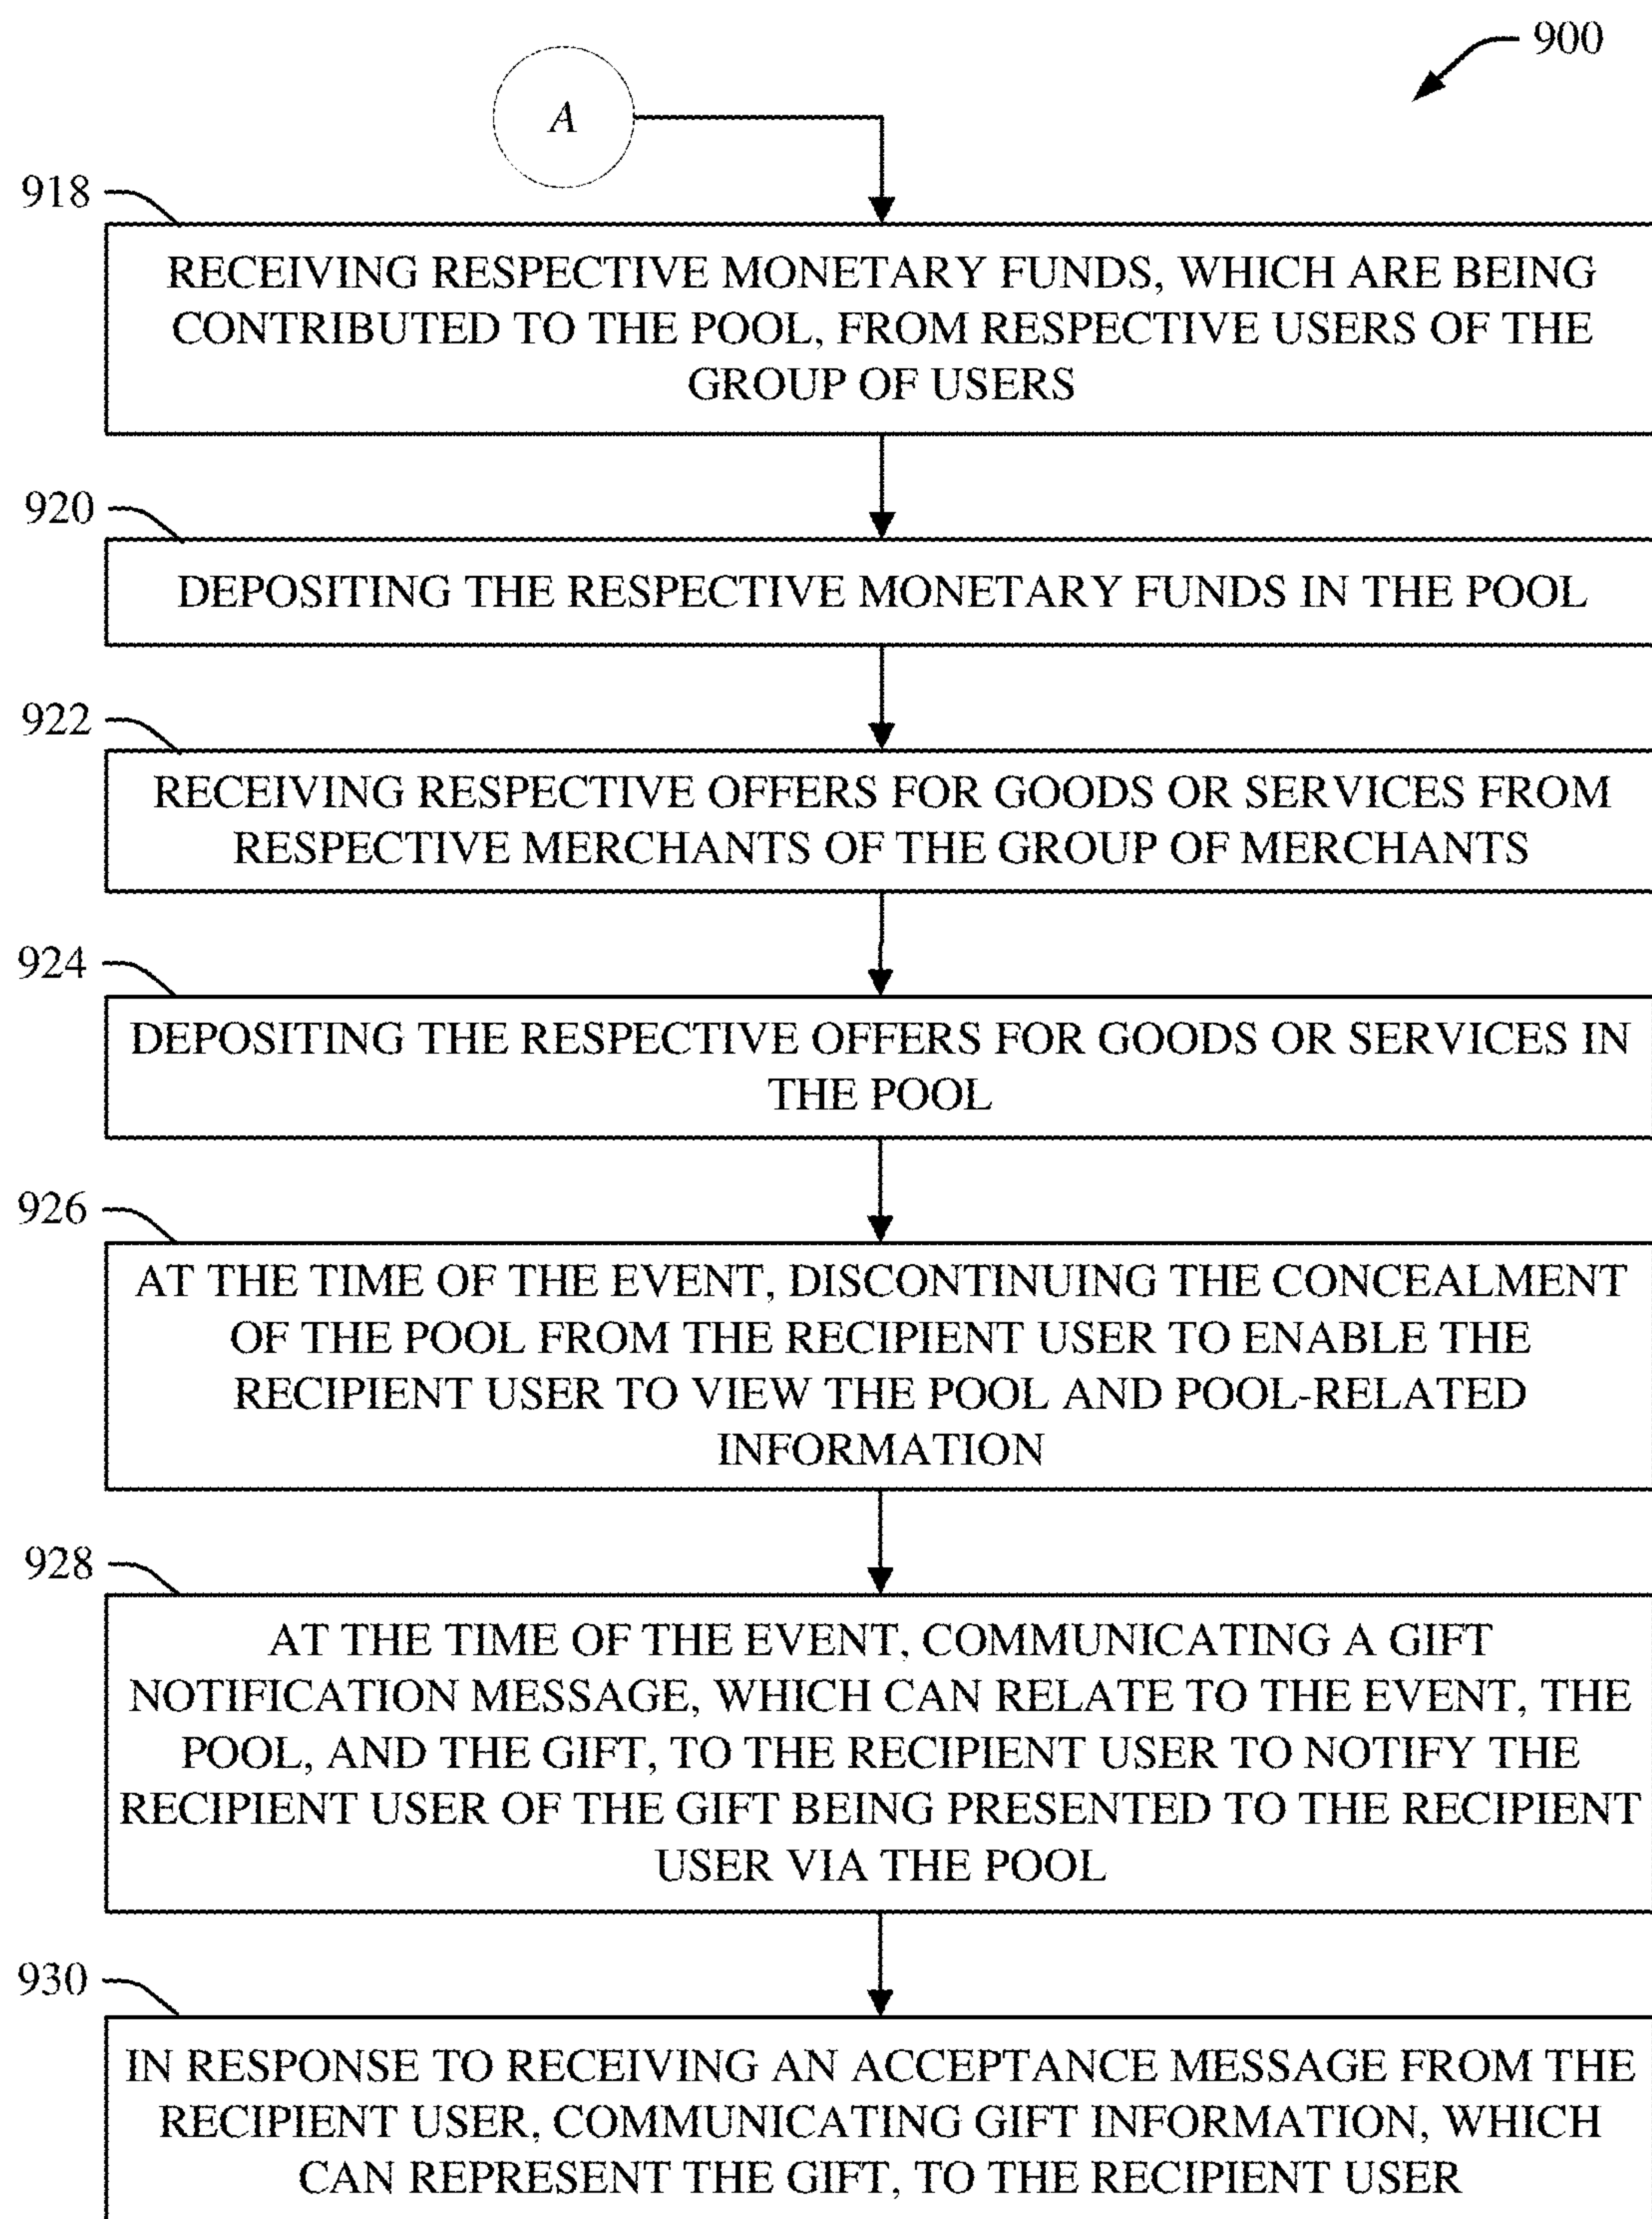 900
A
918
RECEIVING RESPECTIVE MONETARY FUNDS, WHICH ARE BEING
CONTRIBUTED TO THE POOL, FROM RESPECTIVE USERS OF THE
GROUP OF USERS
920
DEPOSITING THE RESPECTIVE MONETARY FUNDS IN THE POOL
922
RECEIVING RESPECTIVE OFFERS FOR GOODS OR SERVICES FROM
RESPECTIVE MERCHANTS OF THE GROUP OF MERCHANTS
924
DEPOSITING THE RESPECTIVE OFFERS FOR GOODS OR SERVICES IN
THE POOL
926
AT THE TIME OF THE EVENT, DISCONTINUING THE CONCEALMENT
OF THE POOL FROM THE RECIPIENT USER TO ENABLE THE
RECIPIENT USER TO VIEW THE POOL AND POOL-RELATED
INFORMATION
928
AT THE TIME OF THE EVENT, COMMUNICATING A GIFT
NOTIFICATION MESSAGE, WHICH CAN RELATE TO THE EVENT, THE
POOL, AND THE GIFT, TO THE RECIPIENT USER TO NOTIFY THE
RECIPIENT USER OF THE GIFT BEING PRESENTED TO THE RECIPIENT
USER VIA THE POOL
930
IN RESPONSE TO RECEIVING AN ACCEPTANCE MESSAGE FROM THE
RECIPIENT USER, COMMUNICATING GIFT INFORMATION, WHICH
CAN REPRESENT THE GIFT, TO THE RECIPIENT USER